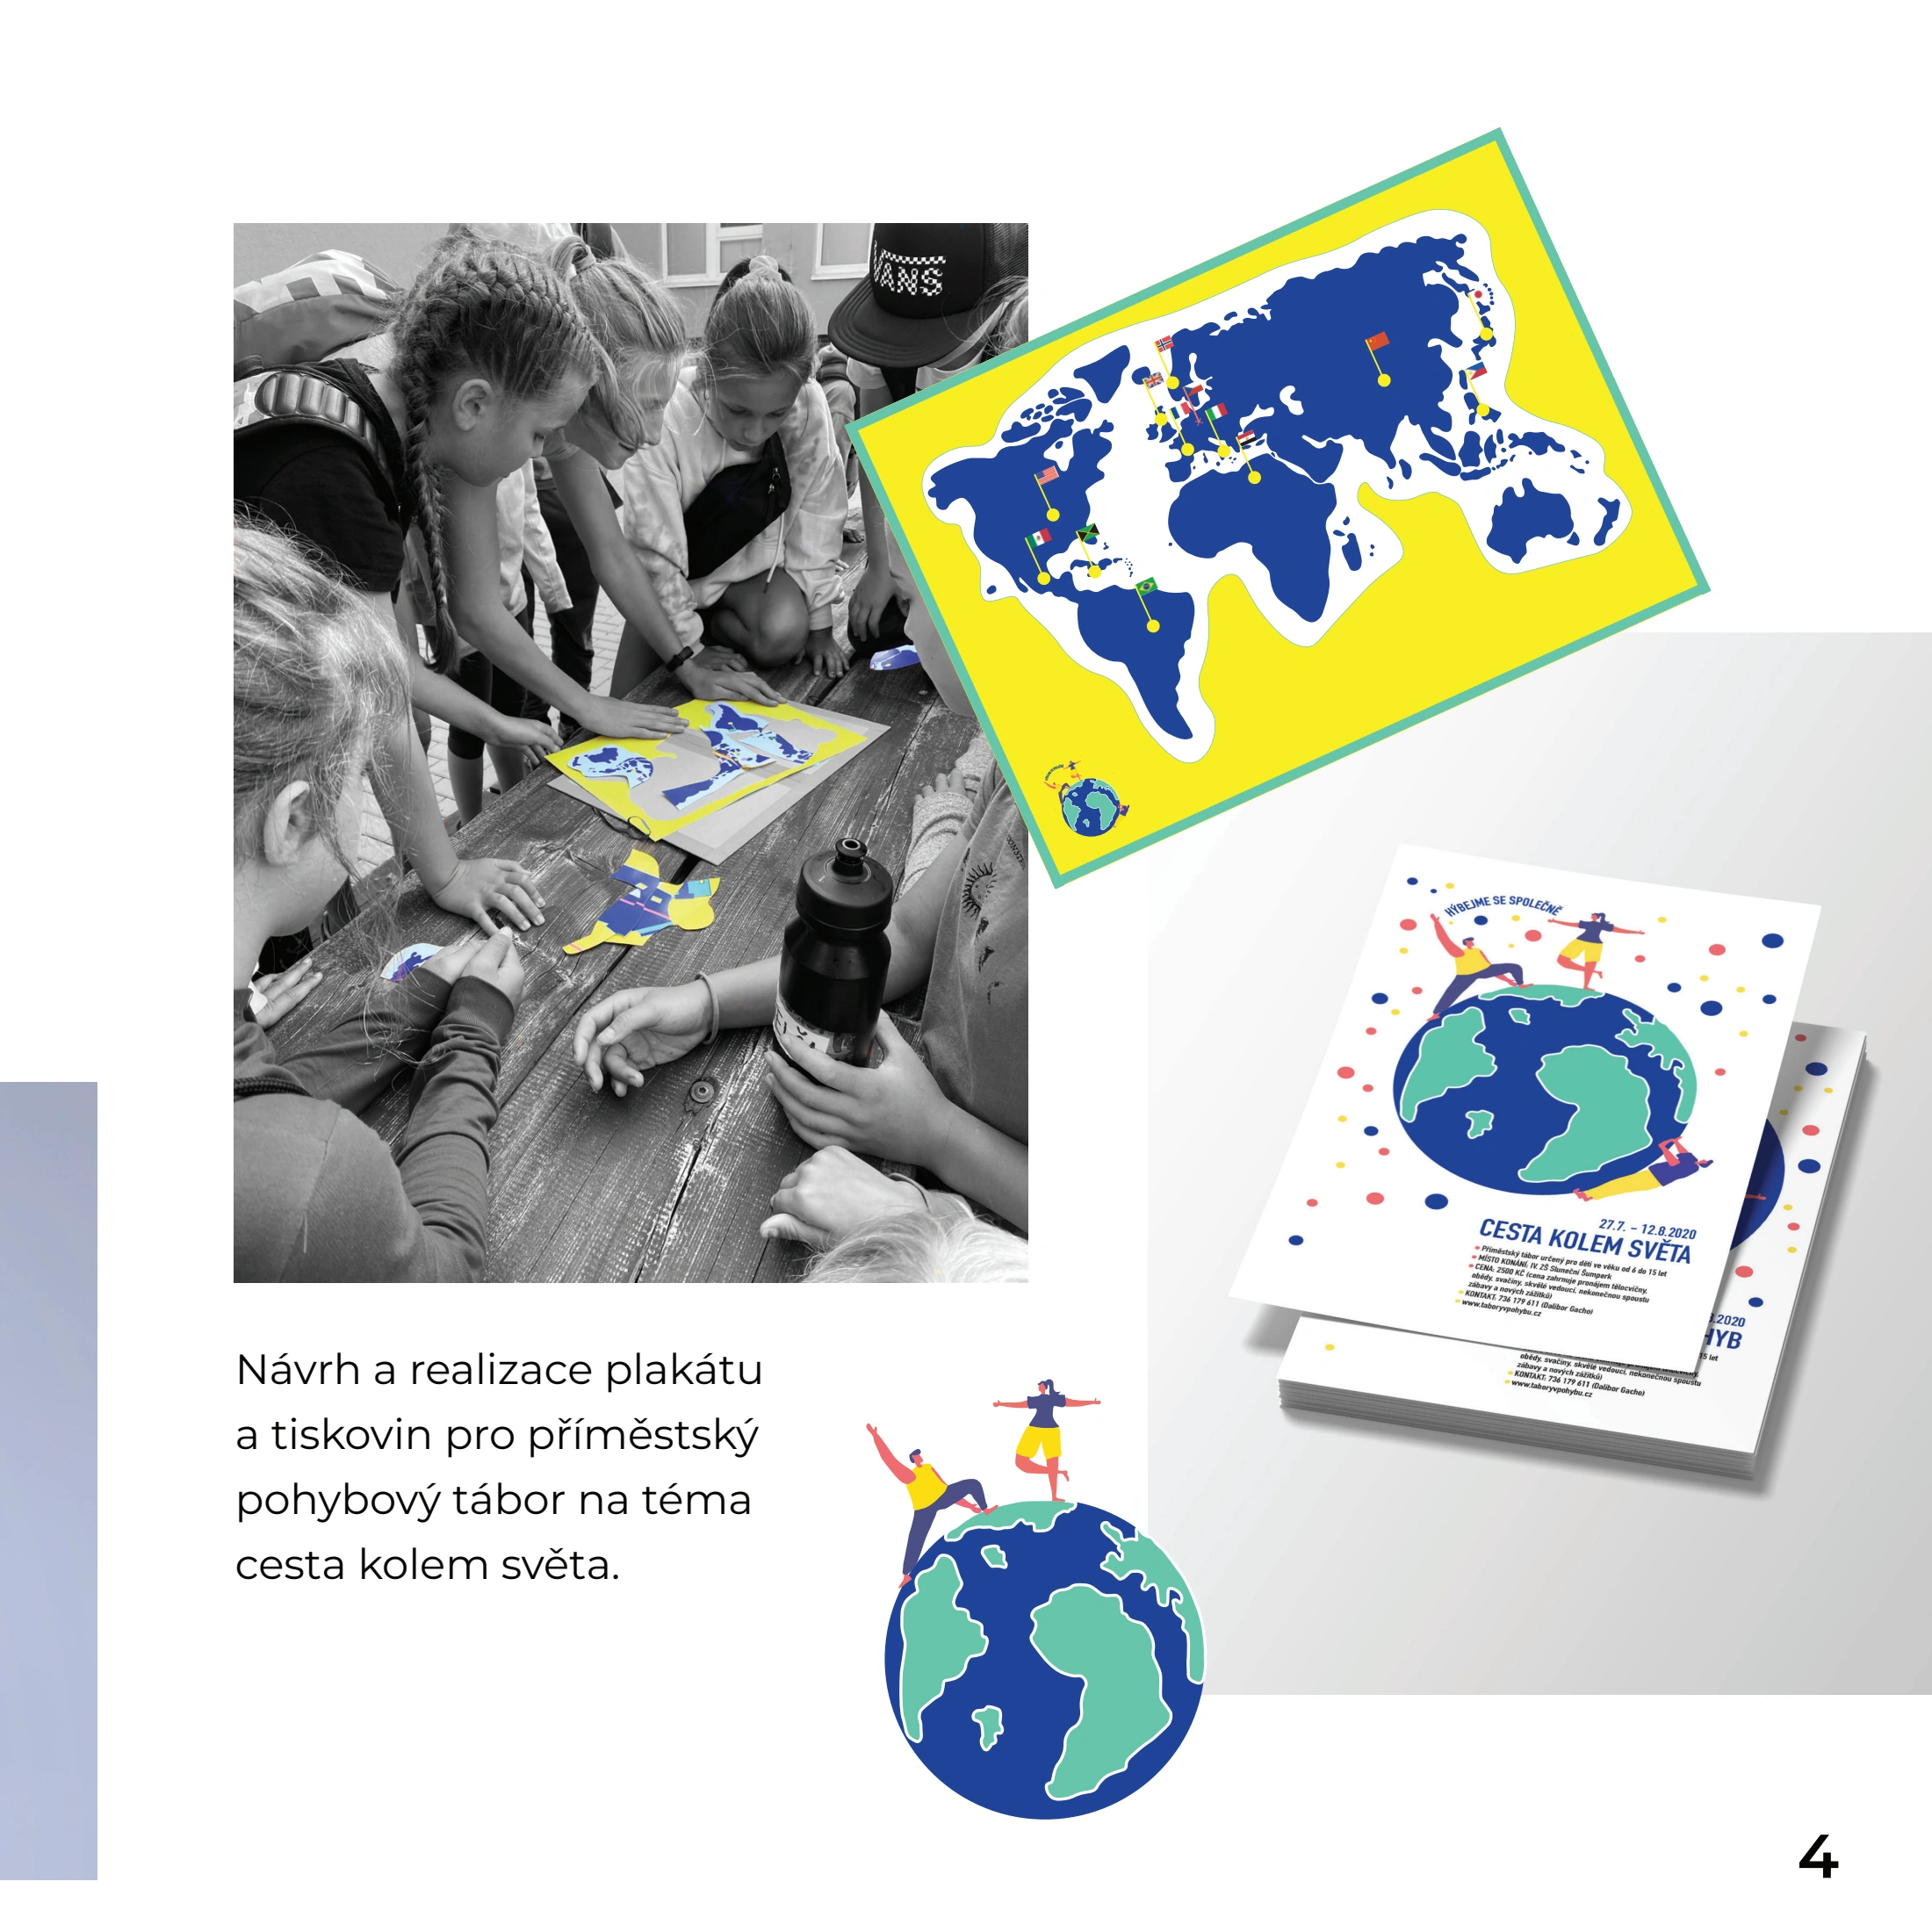 VANS
HÝBEJME SE SPOLEČNĚ
27.7. – 12.8.2020
CESTA KOLEM SVĚTA
Příměstský tábor určený pro děti ve věku od 6 do 15 let
MÍSTO KONÁNÍ: IV. ZŠ Sluneční Šumperk
CENA: 2500 KČ (cena zahrnuje pronájem tělocvičny,
obědy, svačiny, skvělé vedoucí, nekonečnou spoustu
zábavy a nových zážitků)
KONTAKT: 736 179 611 (Dalibor Gacho)
www.taboryvpohybu.cz
8.2020
HYB
15 let
obědy, svačiny, skvělé vedoucí, nekonečnou spoustu
zábavy a nových zážitků)
KONTAKT: 736 179 611 (Dalibor Gacho)
www.taboryvpohybu.cz
Návrh a realizace plakátu
a tiskovin pro příměstský
pohybový tábor na téma
cesta kolem světa.
4